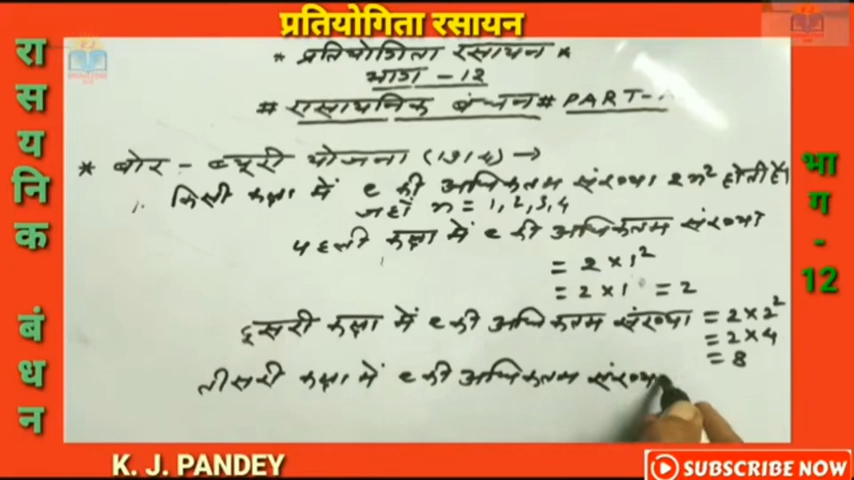 प्रतियोगिता रसायन
* प्रतियोगिता रसायन *
भाग - 12
# रासायनिक बंधन # PART-
* बोर - ब्यूरी योजना (1914) →
1. किसी कक्षा में e की अधिकतम संख्या 2n² होती है।
जहाँ n = 1, 2, 3, 4
पहली कक्षा में e की अधिकतम संख्या
= 2 × 1²
= 2 × 1 = 2
दूसरी कक्षा में e की अधिकतम संख्या = 2 × 2²
= 2 × 4
= 8
तीसरी कक्षा में e की अधिकतम संख्या
रासयनिक बंधन
भाग - 12
K. J. PANDEY
SUBSCRIBE NOW